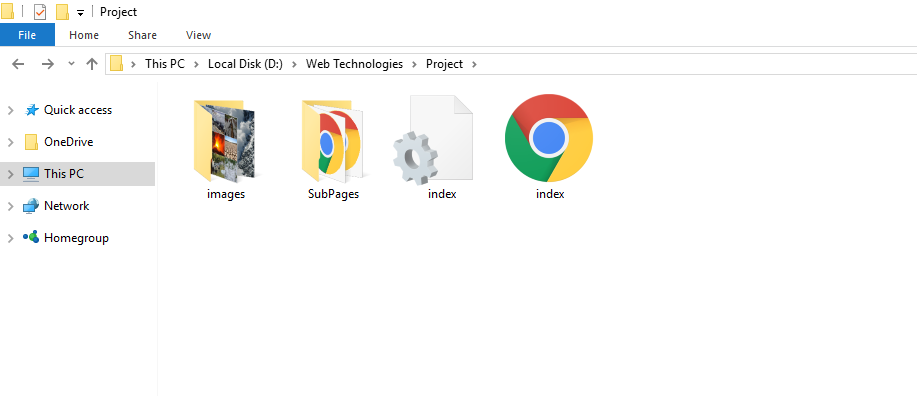 Project
File Home Share View
This PC Local Disk (D:) Web Technologies Project
Quick access
OneDrive
This PC
Network
Homegroup
images SubPages index index